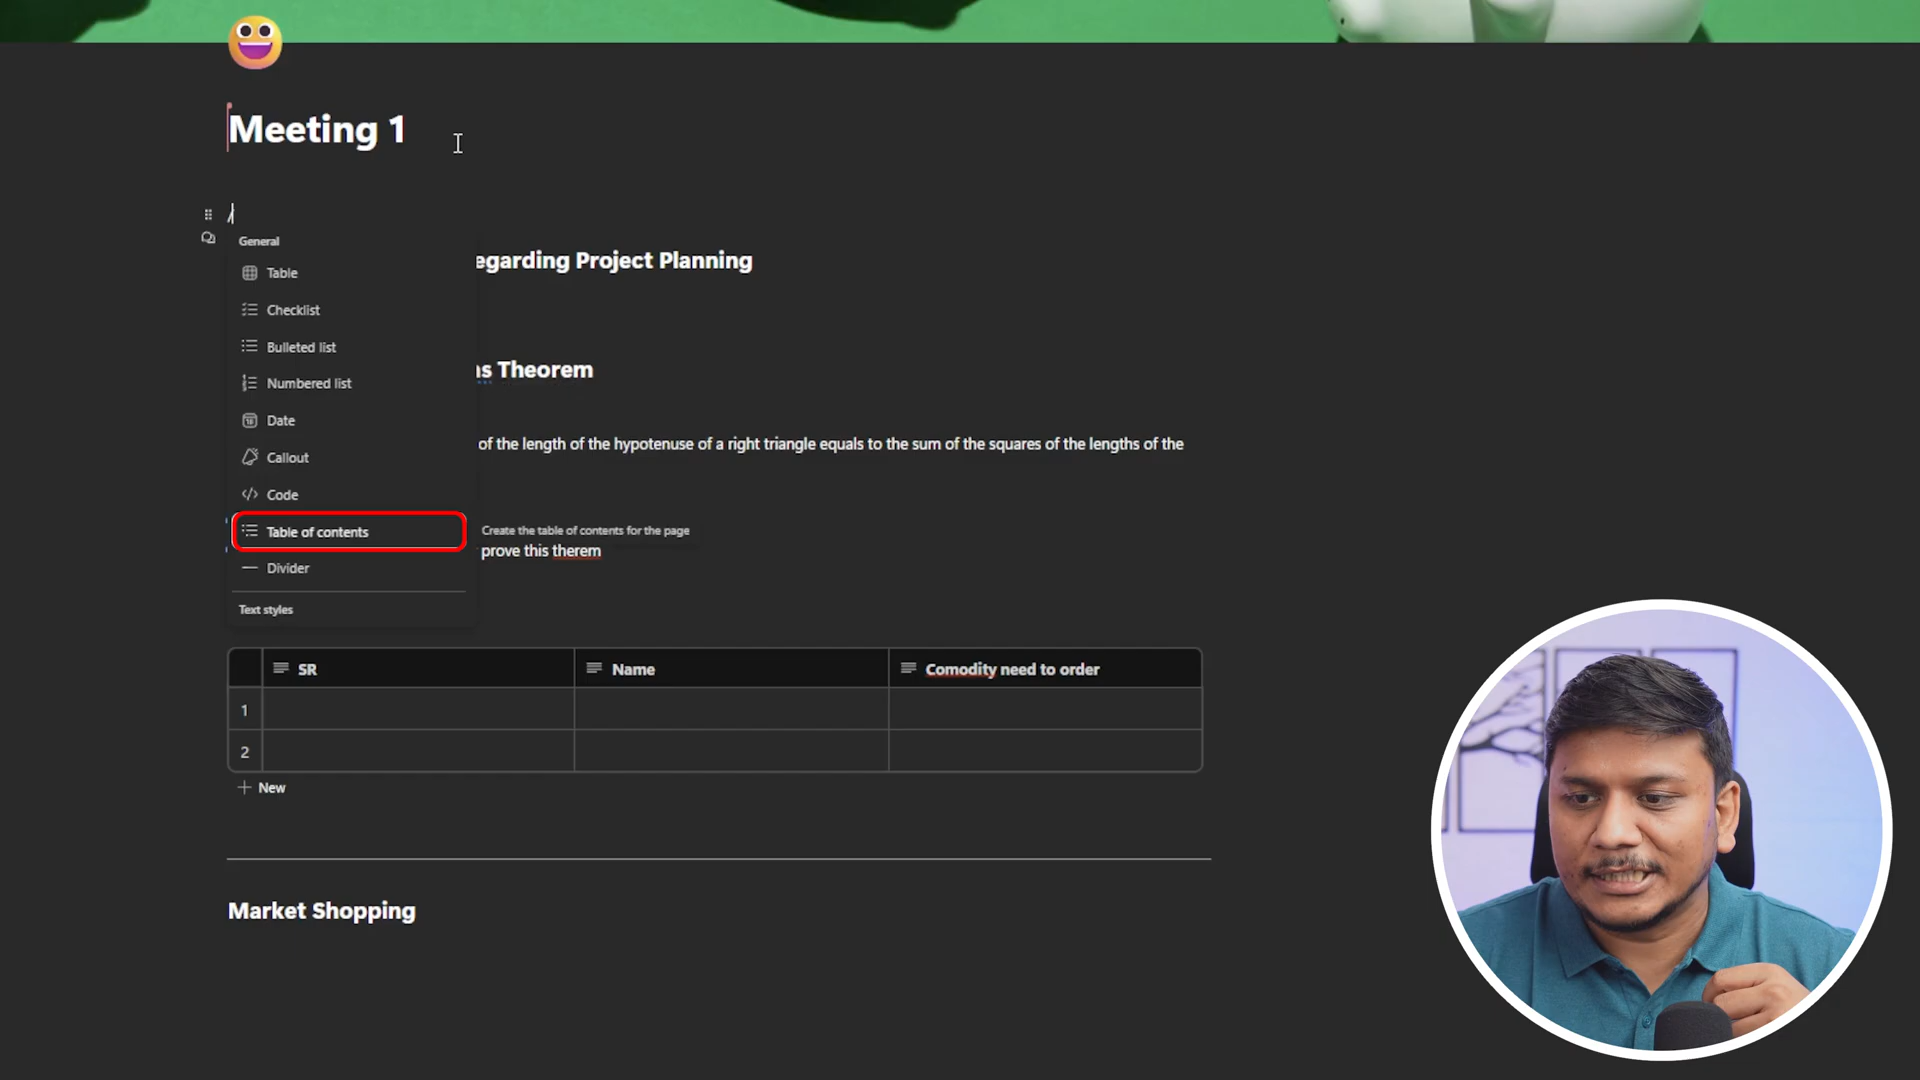 Meeting 1
/
General
Table
egarding Project Planning
Checklist
Bulleted list
s Theorem
Numbered list
Date
of the length of the hypotenuse of a right triangle equals to the sum of the squares of the lengths of the
Callout
Code
Table of contents
Create the table of contents for the page
prove this therem
Divider
Text styles
SR Name Comodity need to order
1
2
New
Market Shopping